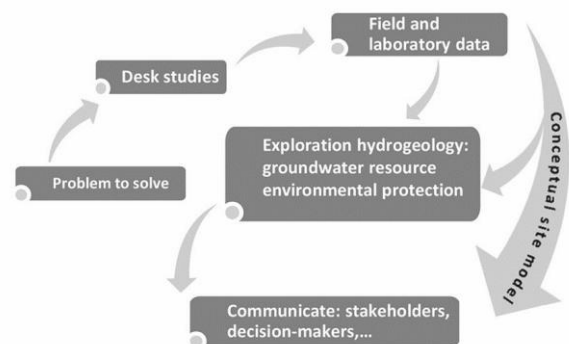 Field and
laboratory data
Desk studies
Problem to solve
Exploration hydrogeology:
groundwater resource
environmental protection
Conceptual site model
Communicate: stakeholders,
decision-makers,...